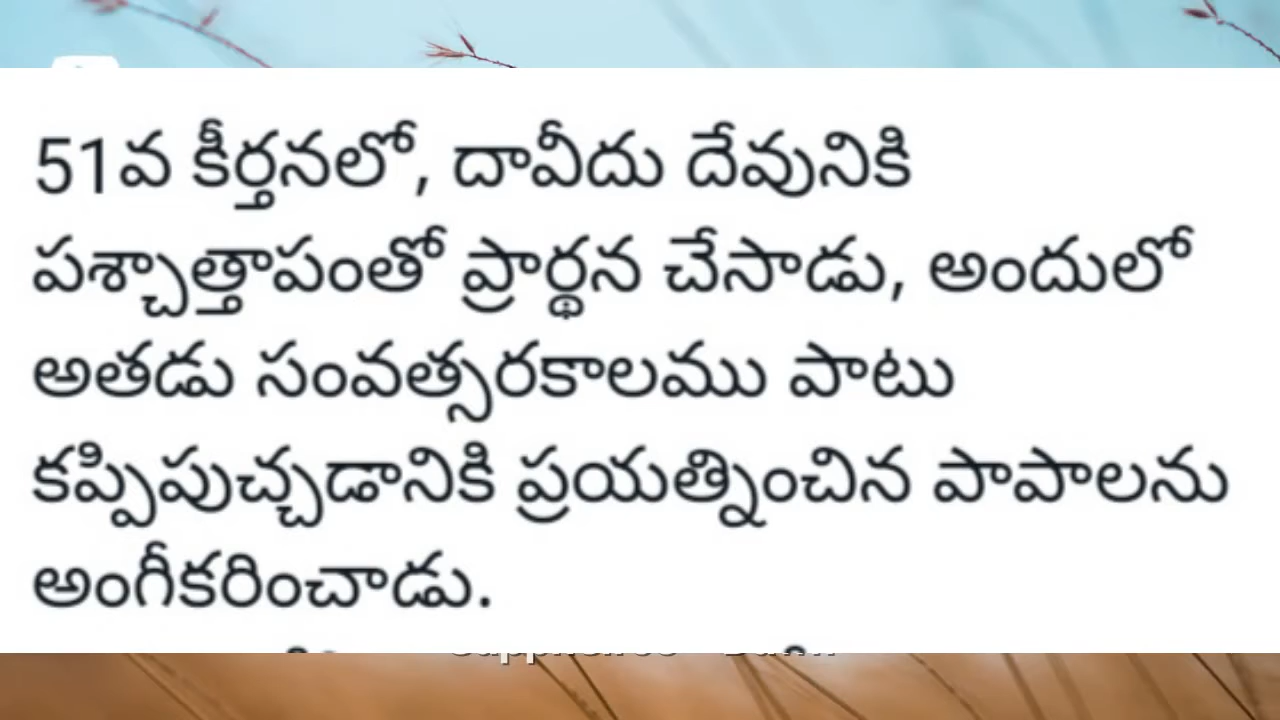 51వ కీర్తనలో, దావీదు దేవునికి
పశ్చాత్తాపంతో ప్రార్థన చేసాడు, అందులో
అతడు సంవత్సరకాలము పాటు
కప్పిపుచ్చడానికి ప్రయత్నించిన పాపాలను
అంగీకరించాడు.